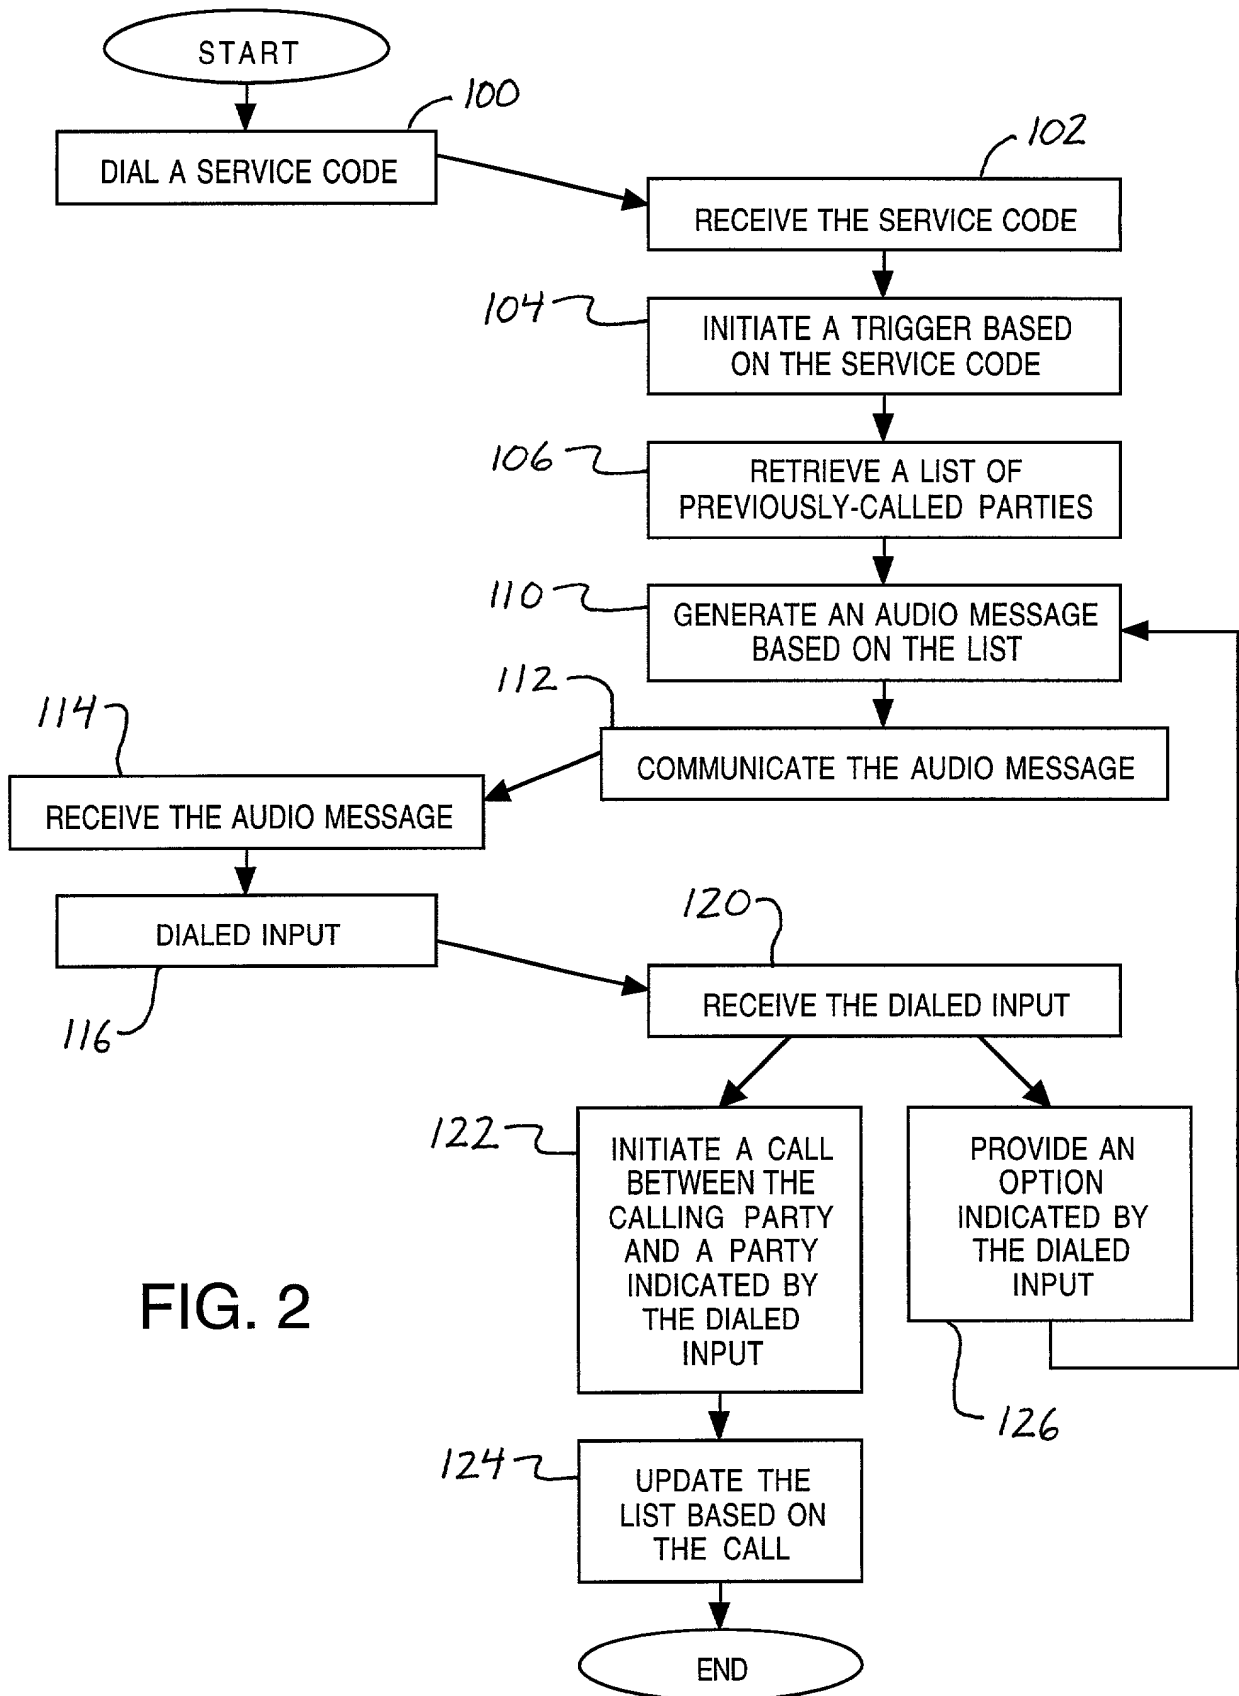 START
100
DIAL A SERVICE CODE
102
RECEIVE THE SERVICE CODE
104
INITIATE A TRIGGER BASED
ON THE SERVICE CODE
106
RETRIEVE A LIST OF
PREVIOUSLY-CALLED PARTIES
110
GENERATE AN AUDIO MESSAGE
BASED ON THE LIST
112
COMMUNICATE THE AUDIO MESSAGE
114
RECEIVE THE AUDIO MESSAGE
DIALED INPUT
116
120
RECEIVE THE DIALED INPUT
122
INITIATE A CALL
BETWEEN THE
CALLING PARTY
AND A PARTY
INDICATED BY
THE DIALED
INPUT
PROVIDE AN
OPTION
INDICATED BY
THE DIALED
INPUT
126
FIG. 2
124
UPDATE THE
LIST BASED ON
THE CALL
END